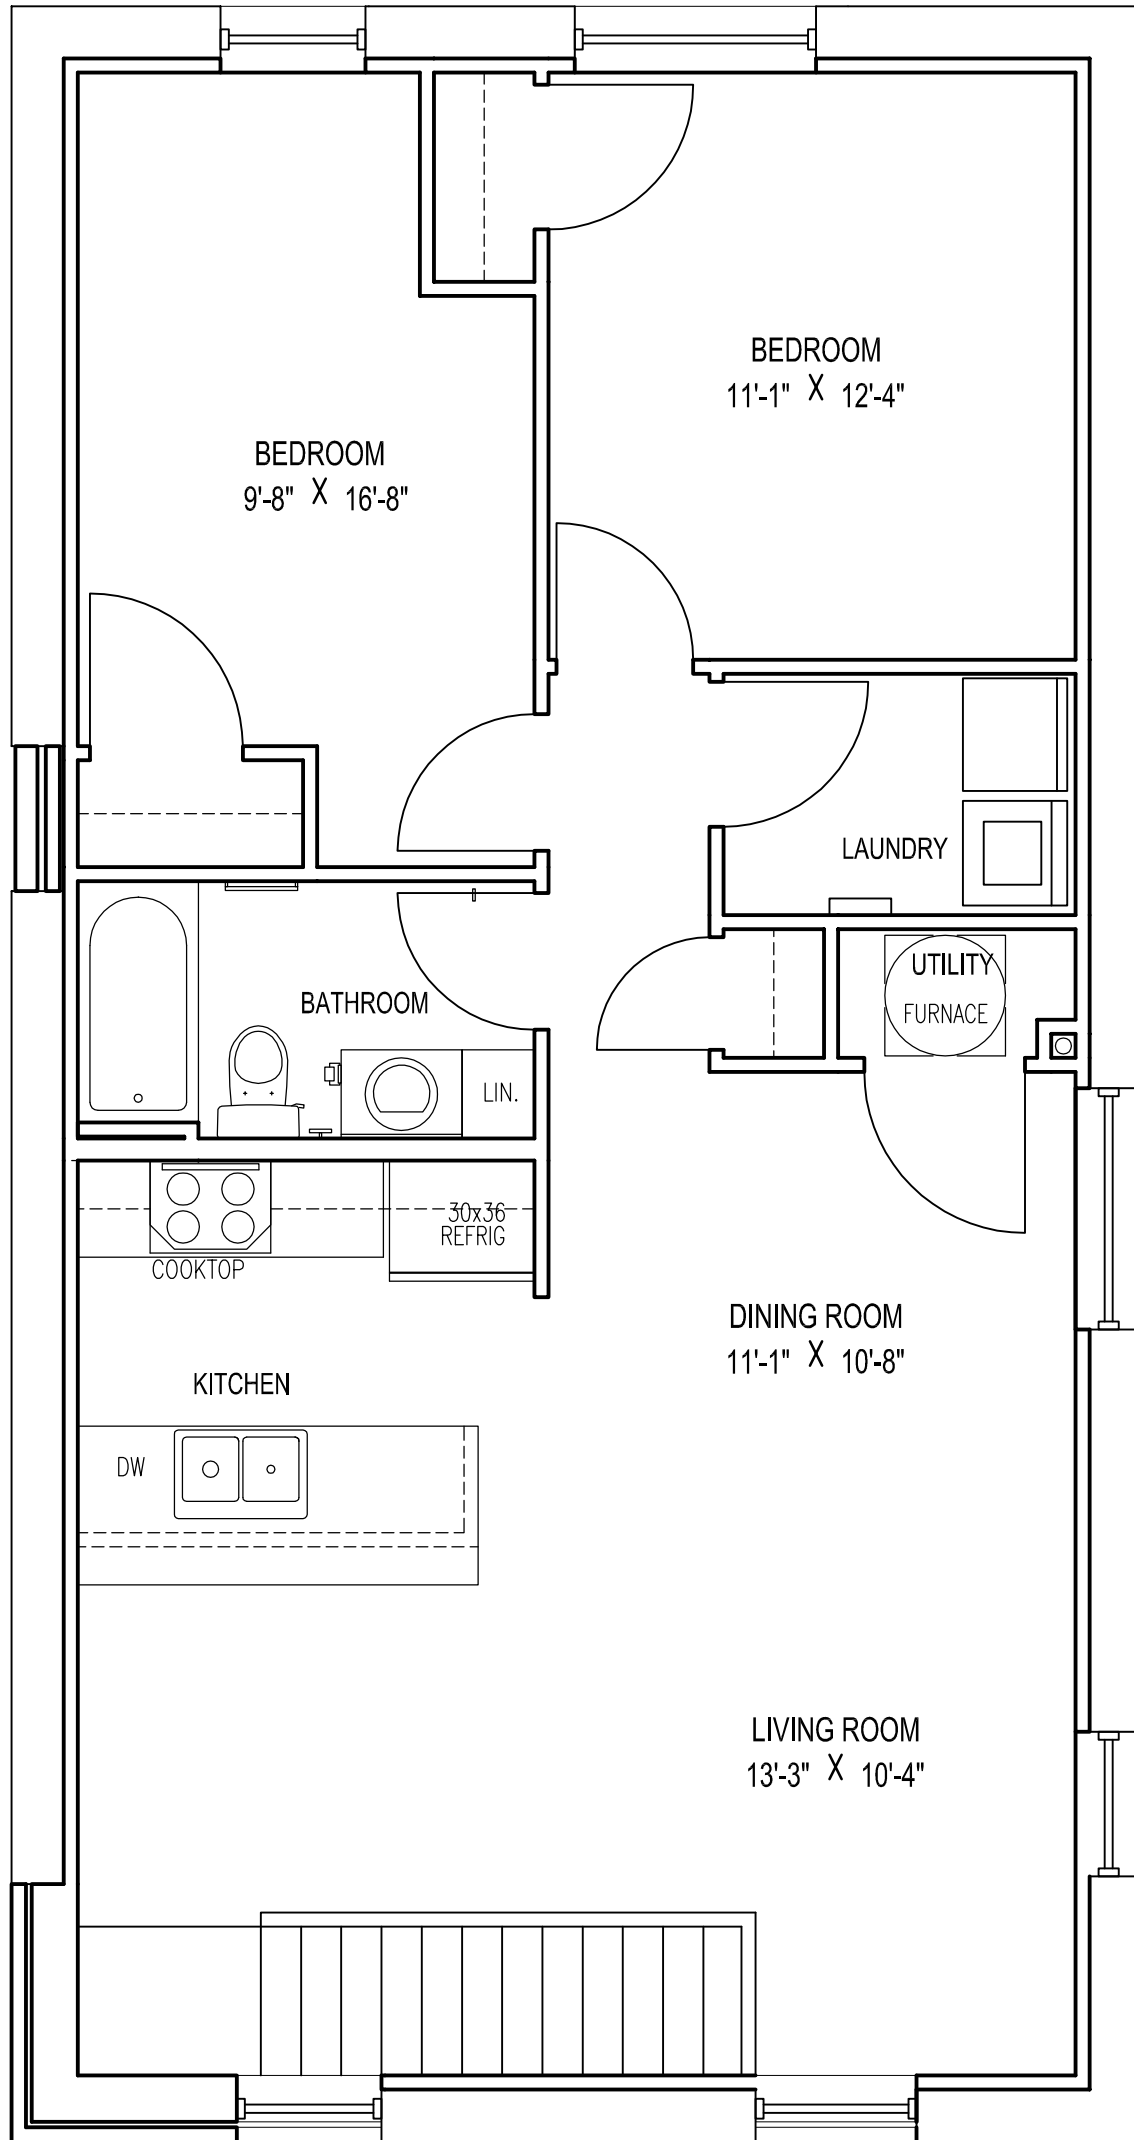 BEDROOM
11'-1" X 12'-4"
BEDROOM
9'-8" X 16'-8"
LAUNDRY
UTILITY
FURNACE
BATHROOM
LIN.
30x36
REFRIG
COOKTOP
DINING ROOM
11'-1" X 10'-8"
KITCHEN
DW
LIVING ROOM
13'-3" X 10'-4"